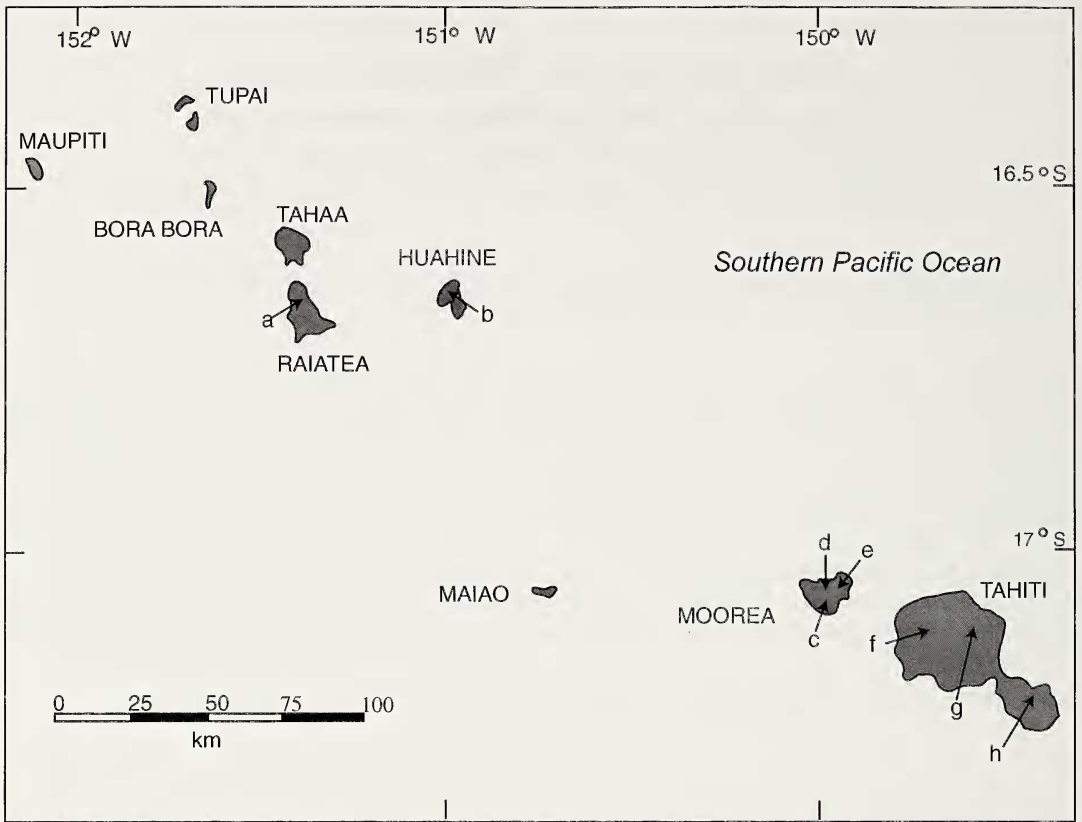 152° W
151° W
150° W
TUPAI
MAUPITI
16.5 °S
BORA BORA
TAHAA
HUAHINE
Southern Pacific Ocean
a
b
RAIATEA
17 °S
d
e
MAIAO
MOOREA
TAHITI
c
f
g
h
0 25 50 75 100
km